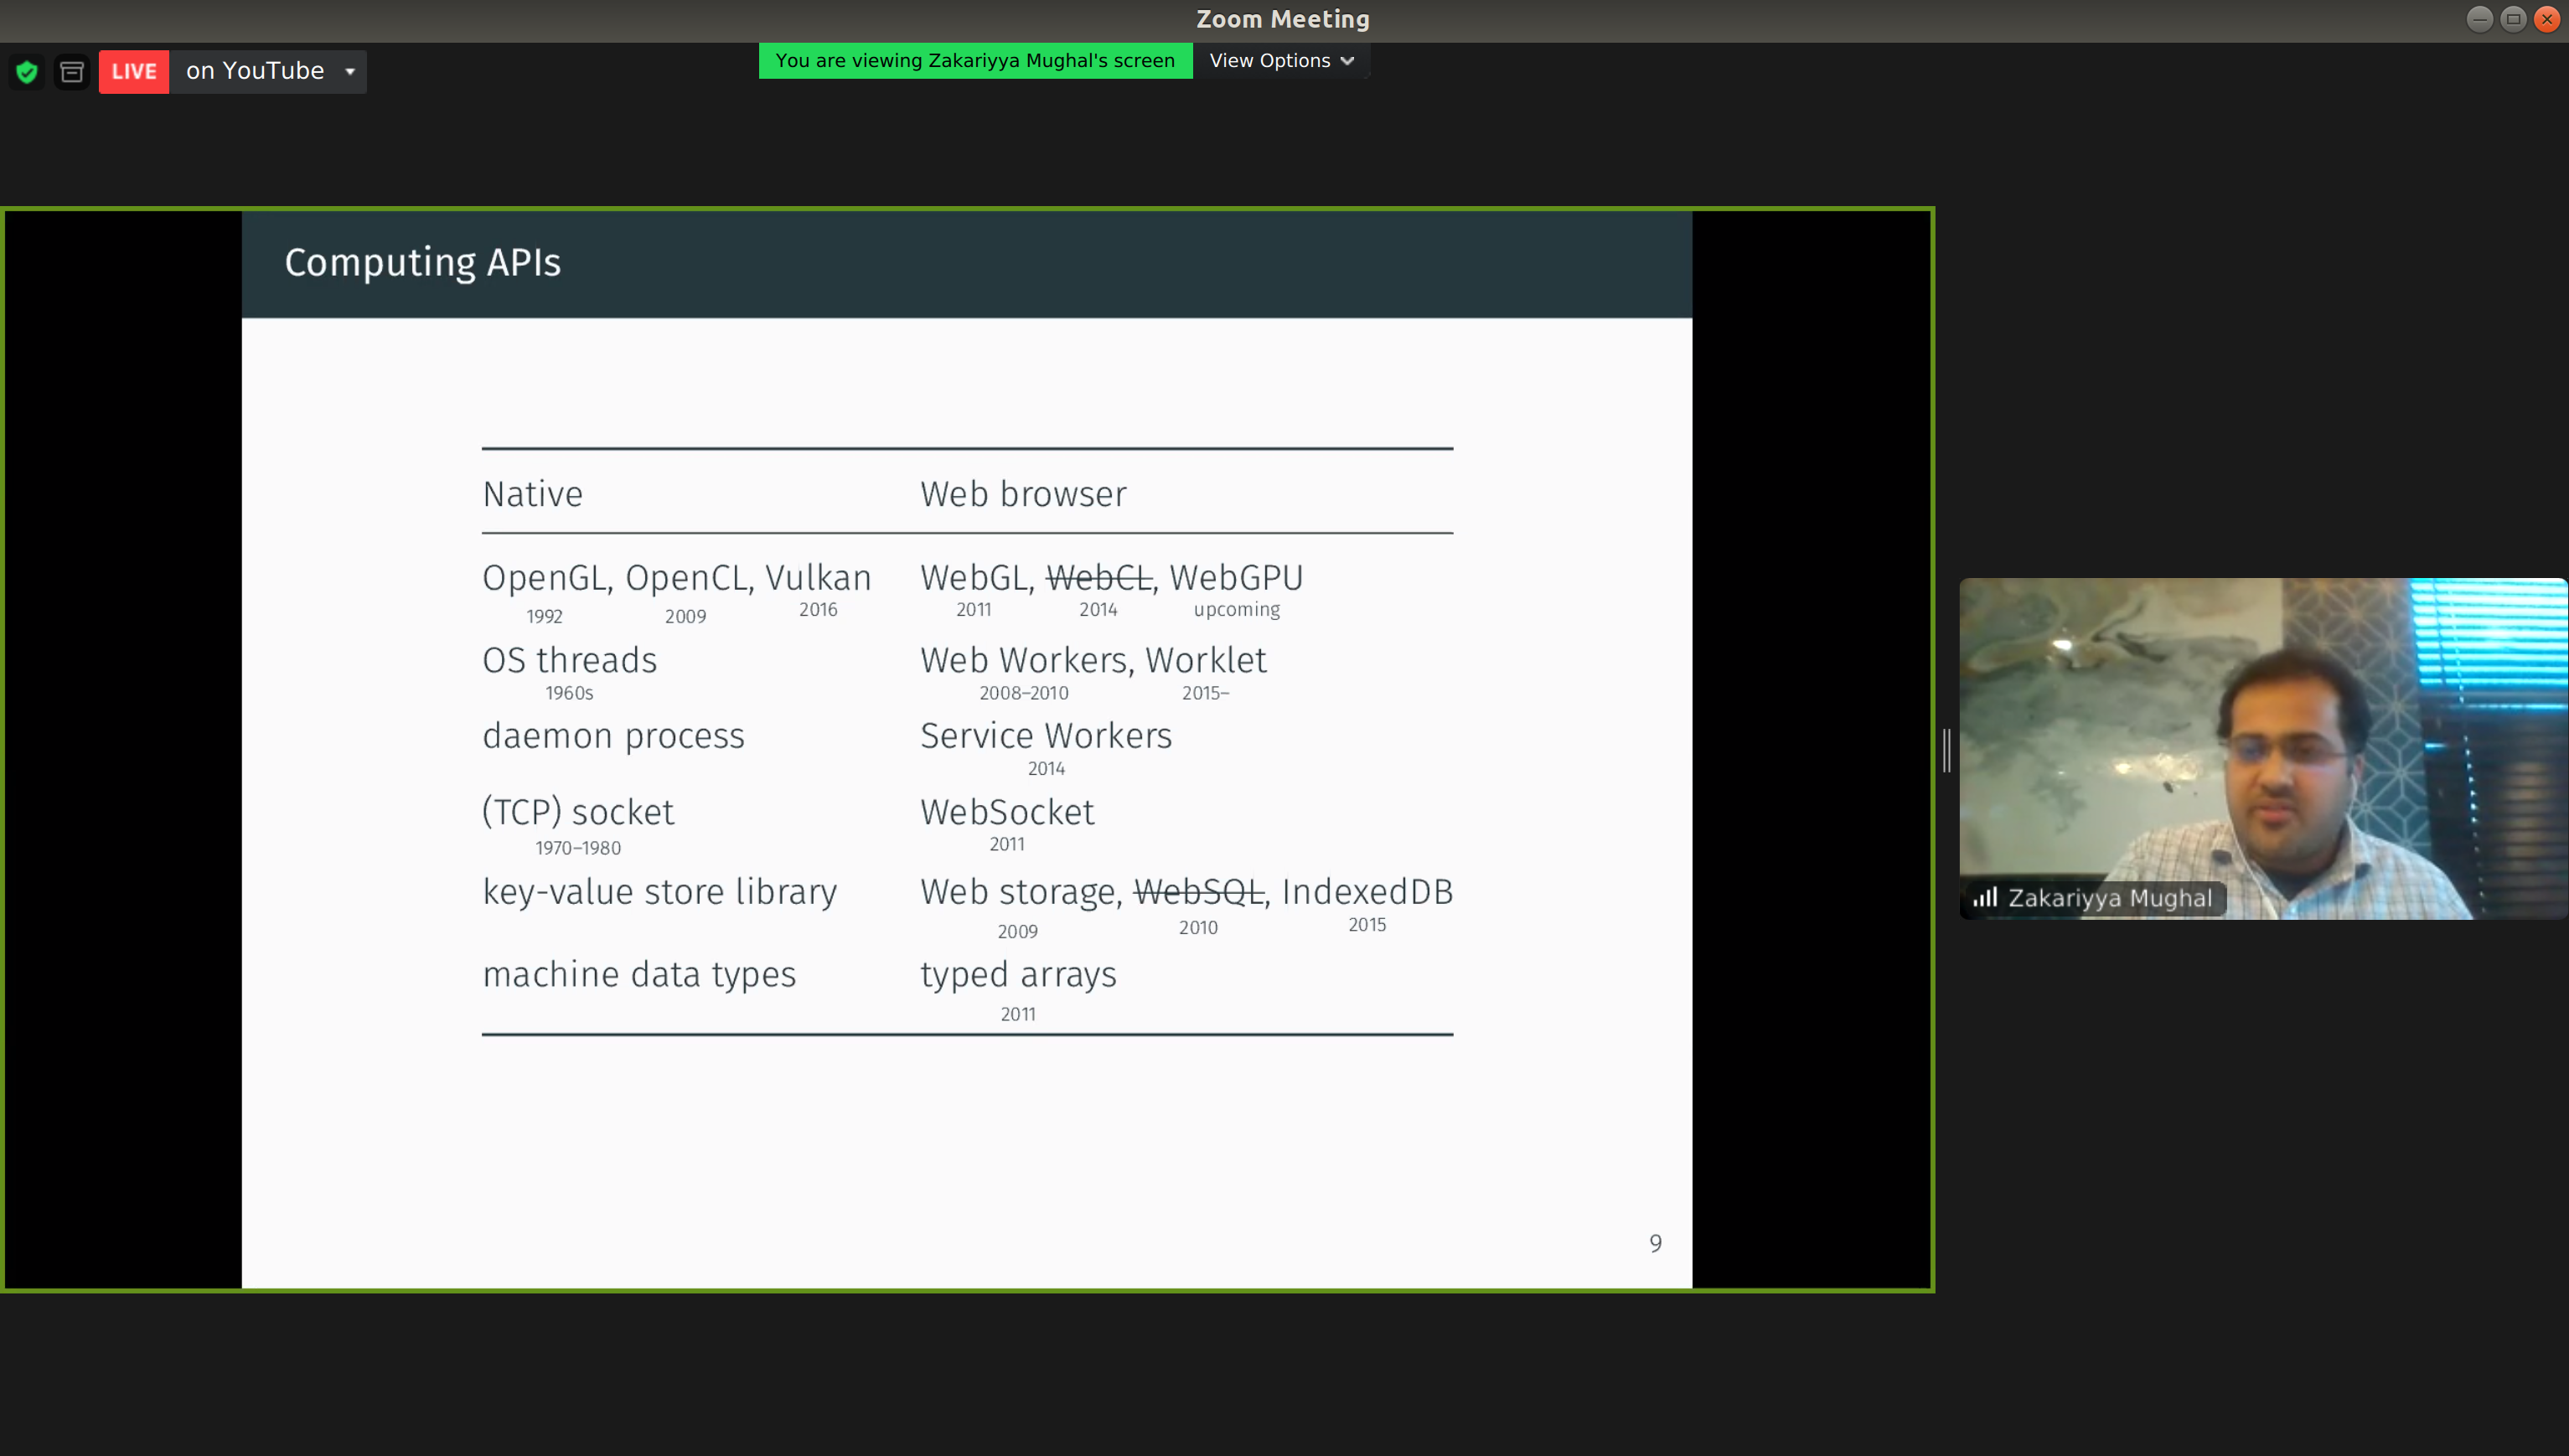 Zoom Meeting
LIVE on YouTube
You are viewing Zakariyya Mughal's screen View Options
Computing APIs
Native Web browser
OpenGL, OpenCL, Vulkan WebGL, WebCL, WebGPU
1992 2009 2016 2011 2014 upcoming
OS threads Web Workers, Worklet
1960s 2008–2010 2015–
daemon process Service Workers
2014
(TCP) socket WebSocket
1970–1980 2011
key-value store library Web storage, WebSQL, IndexedDB
2009 2010 2015
machine data types typed arrays
2011
9
Zakariyya Mughal